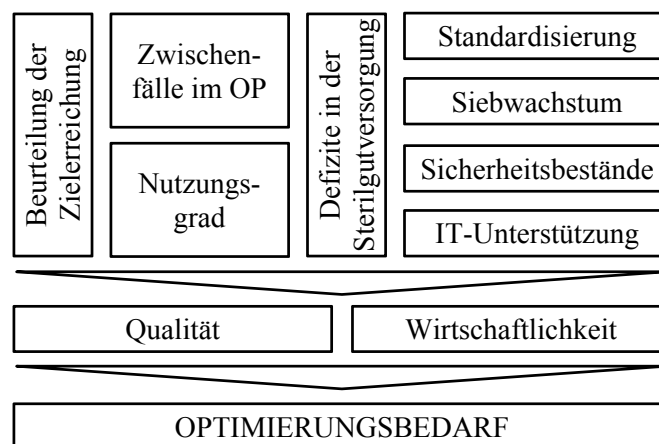 Beurteilung der
Zielerreichung
Zwischen-
fälle im OP
Nutzungs-
grad
Defizite in der
Sterilgutversorgung
Standardisierung
Siebwachstum
Sicherheitsbestände
IT-Unterstützung
Qualität
Wirtschaftlichkeit
OPTIMIERUNGSBEDARF